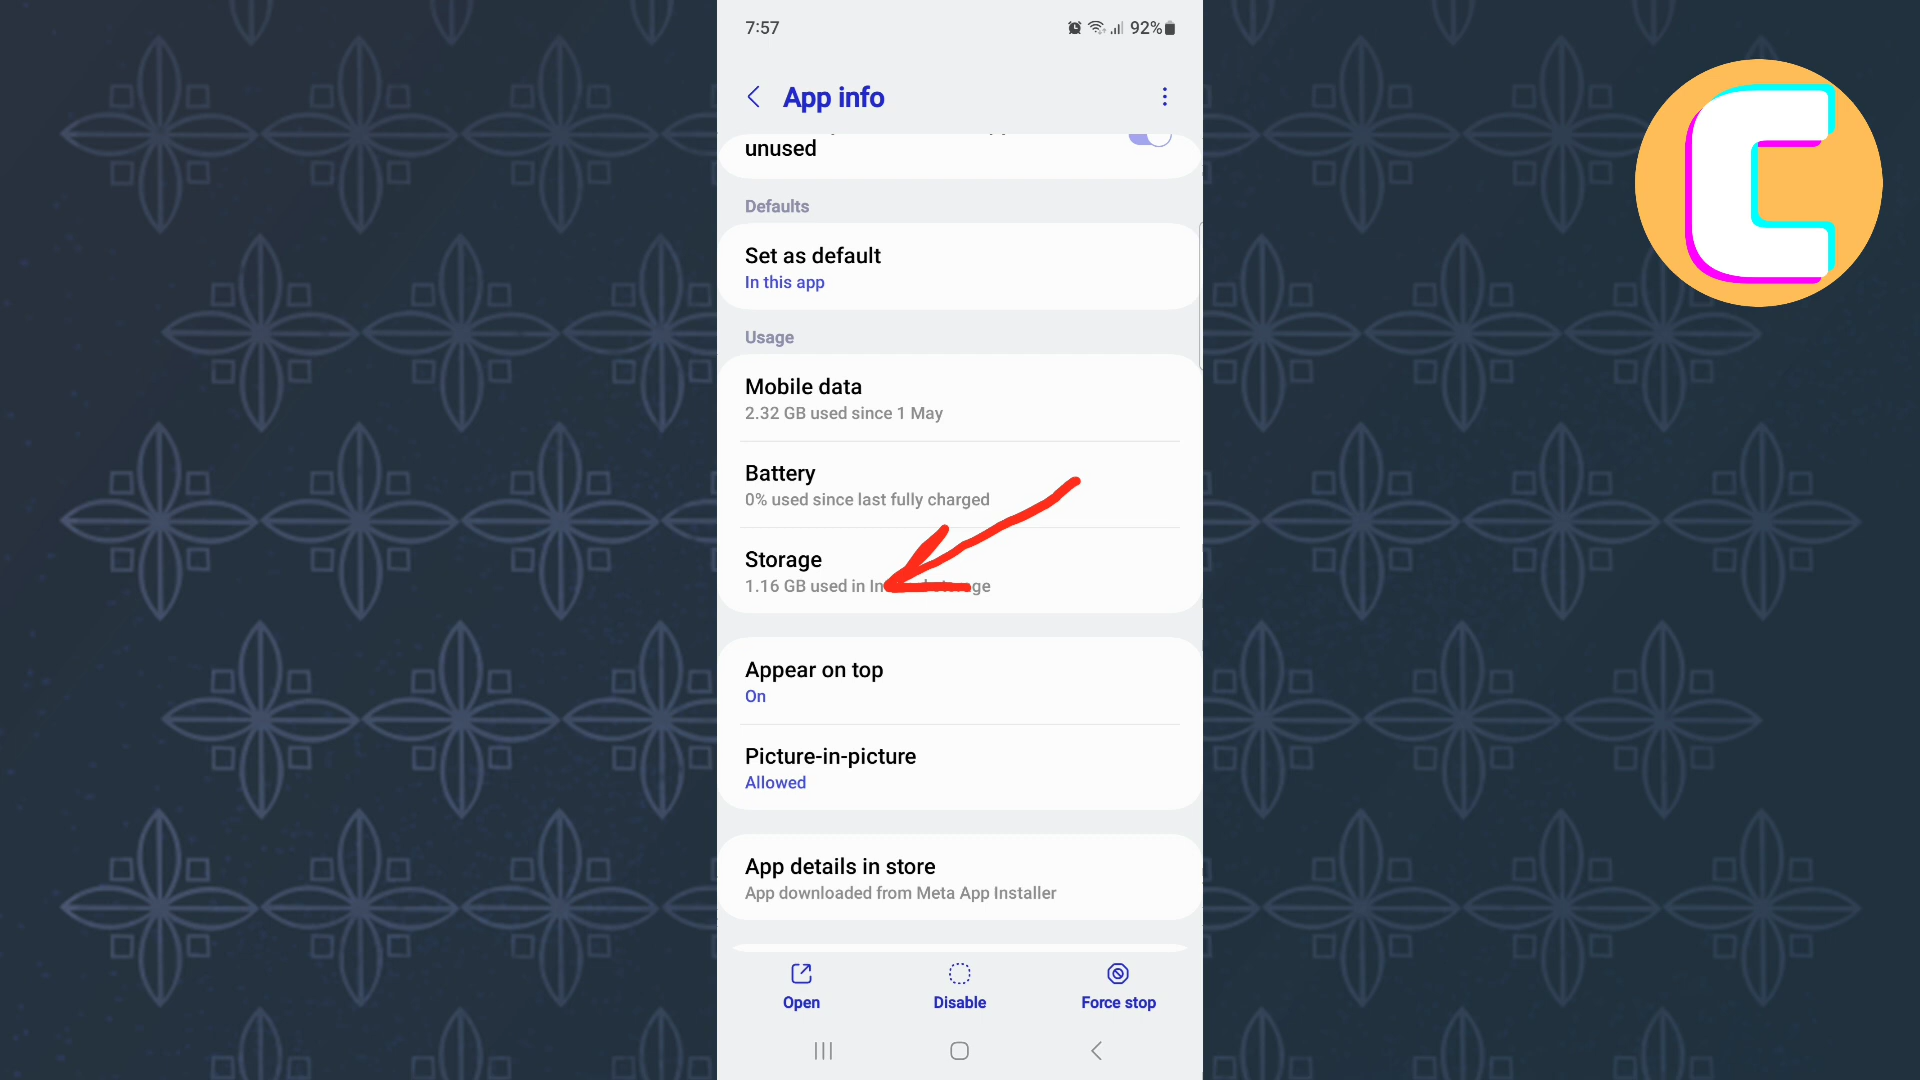 7:57
92%
App info
unused
Defaults
Set as default
In this app
Usage
Mobile data
2.32 GB used since 1 May
Battery
0% used since last fully charged
Storage
1.16 GB used in
Appear on top
On
Picture-in-picture
Allowed
App details in store
App downloaded from Meta App Installer
Open
Disable
Force stop
C